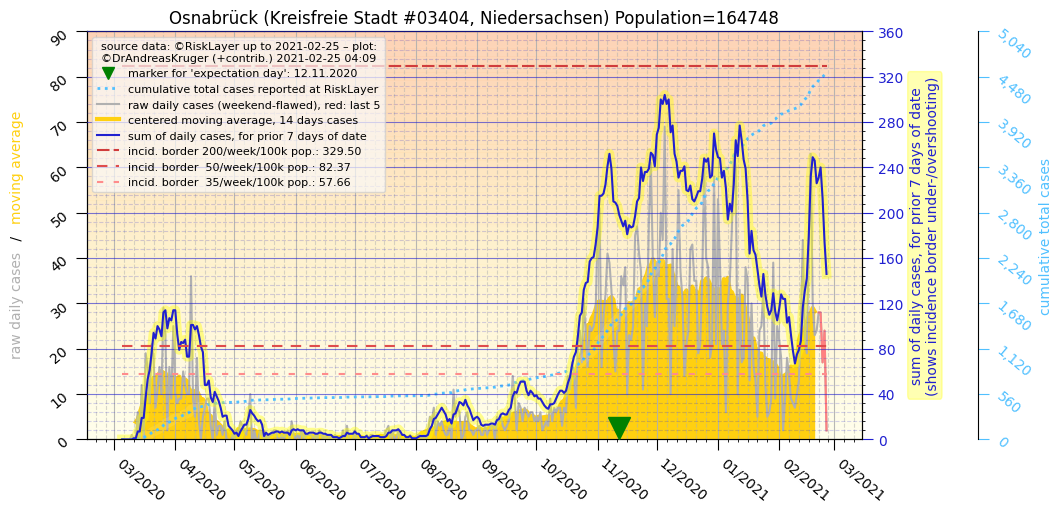 Osnabrück (Kreisfreie Stadt #03404, Niedersachsen) Population=164748
source data: ©RiskLayer up to 2021-02-25 – plot:
©DrAndreasKruger (+contrib.) 2021-02-25 04:09
marker for 'expectation day': 12.11.2020
cumulative total cases reported at RiskLayer
raw daily cases (weekend-flawed), red: last 5
centered moving average, 14 days cases
sum of daily cases, for prior 7 days of date
incid. border 200/week/100k pop.: 329.50
incid. border  50/week/100k pop.: 82.37
incid. border  35/week/100k pop.: 57.66
raw daily cases / moving average
90
80
70
60
50
40
30
20
10
0
03/2020
04/2020
05/2020
06/2020
07/2020
08/2020
09/2020
10/2020
11/2020
12/2020
01/2021
02/2021
03/2021
360
320
280
240
200
160
120
80
40
0
sum of daily cases, for prior 7 days of date
(shows incidence border under-/overshooting)
5,040
4,480
3,920
3,360
2,800
2,240
1,680
1,120
560
0
cumulative total cases